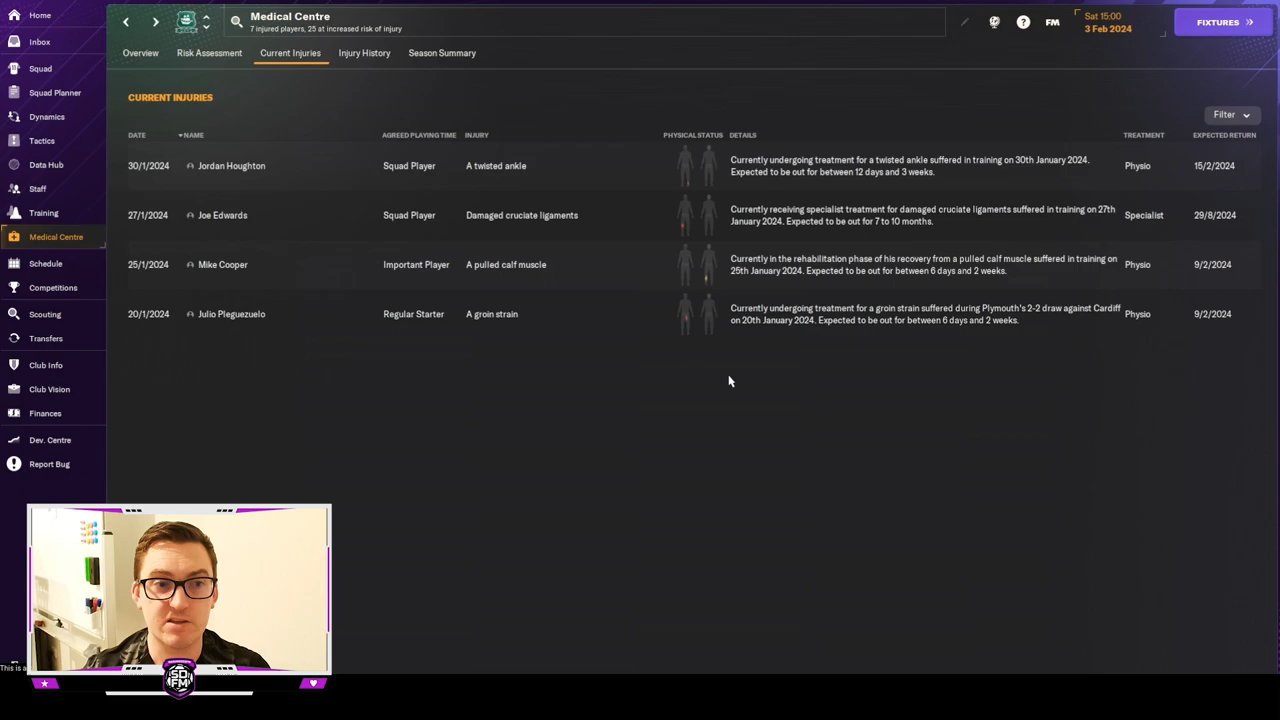 Home
Inbox
Squad
Squad Planner
Dynamics
Tactics
Data Hub
Staff
Training
Medical Centre
Schedule
Competitions
Scouting
Transfers
Club Info
Club Vision
Finances
Dev. Centre
Report Bug
This is a
Medical Centre
7 injured players, 25 at increased risk of injury
FM
Sat 15:00
3 Feb 2024
FIXTURES
Overview
Risk Assessment
Current Injuries
Injury History
Season Summary
CURRENT INJURIES
Filter
DATE NAME AGREED PLAYING TIME INJURY PHYSICAL STATUS DETAILS TREATMENT EXPECTED RETURN
30/1/2024 Jordan Houghton Squad Player A twisted ankle
Currently undergoing treatment for a twisted ankle suffered in training on 30th January 2024.
Expected to be out for between 12 days and 3 weeks.
Physio 15/2/2024
27/1/2024 Joe Edwards Squad Player Damaged cruciate ligaments
Currently receiving specialist treatment for damaged cruciate ligaments suffered in training on 27th
January 2024. Expected to be out for 7 to 10 months.
Specialist 29/8/2024
25/1/2024 Mike Cooper Important Player A pulled calf muscle
Currently in the rehabilitation phase of his recovery from a pulled calf muscle suffered in training on
25th January 2024. Expected to be out for between 6 days and 2 weeks.
Physio 9/2/2024
20/1/2024 Julio Pleguezuelo Regular Starter A groin strain
Currently undergoing treatment for a groin strain suffered during Plymouth's 2-2 draw against Cardiff
on 20th January 2024. Expected to be out for between 6 days and 2 weeks.
Physio 9/2/2024
SD
FM